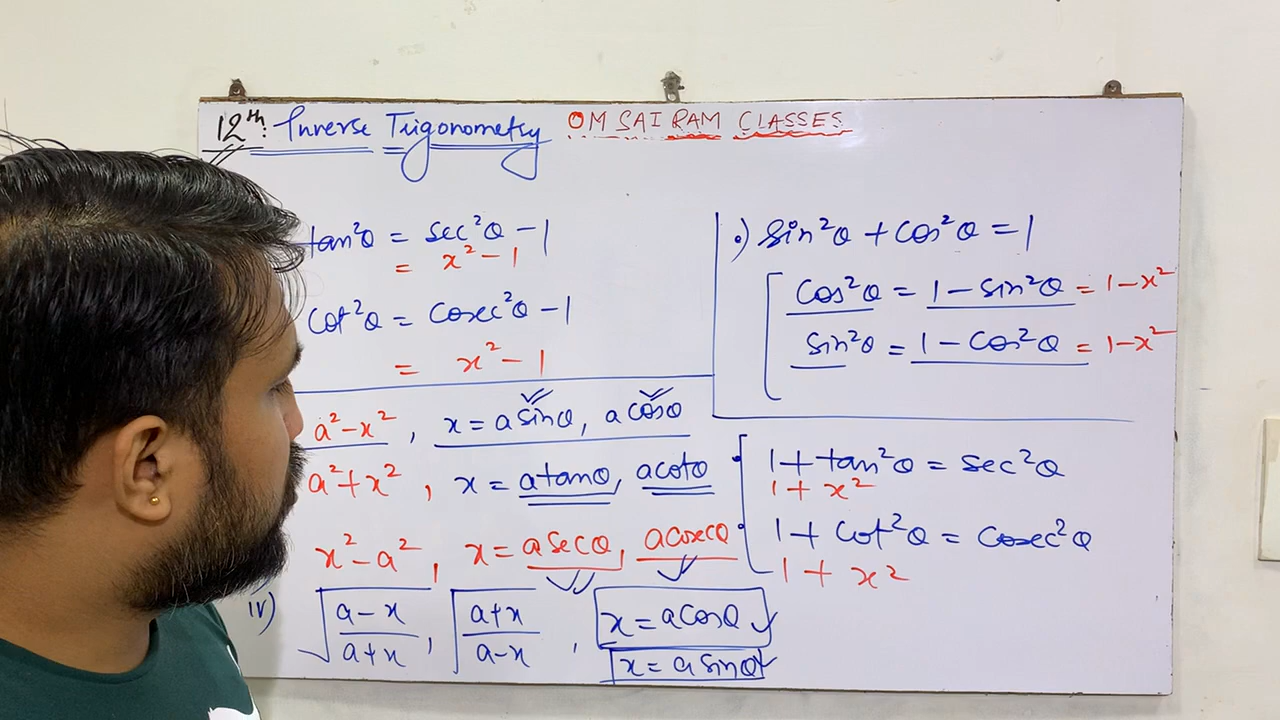 12th: Inverse Trigonometry OM SAI RAM CLASSES
tan²θ = sec²θ - 1
= x² - 1
cot²θ = cosec²θ - 1
= x² - 1
•) sin²θ + cos²θ = 1
cos²θ = 1 - sin²θ = 1 - x²
sin²θ = 1 - cos²θ = 1 - x²
a² - x² , x = a sinθ, a cosθ
a² + x² , x = a tanθ, a cotθ
x² - a² , x = a secθ, a cosecθ
iv) √(a-x)/(a+x) , √(a+x)/(a-x) , x = a cosθ
x = a sinθ
• 1 + tan²θ = sec²θ
1 + x²
• 1 + cot²θ = cosec²θ
1 + x²